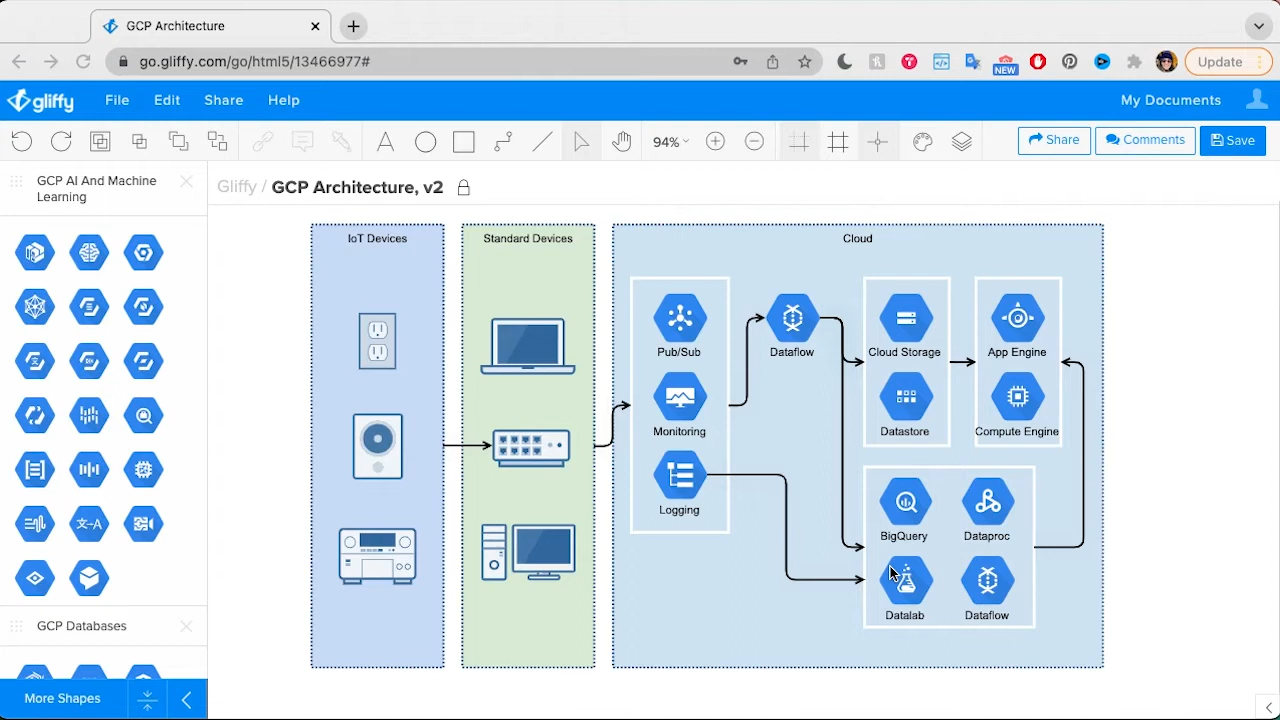 GCP Architecture
go.gliffy.com/go/html5/13466977#
NEW
Update
gliffy
File
Edit
Share
Help
My Documents
94%
Share
Comments
Save
GCP AI And Machine
Learning
Gliffy / GCP Architecture, v2
IoT Devices
Standard Devices
Cloud
Pub/Sub
Dataflow
Cloud Storage
App Engine
Monitoring
Datastore
Compute Engine
Logging
BigQuery
Dataproc
Datalab
Dataflow
GCP Databases
More Shapes